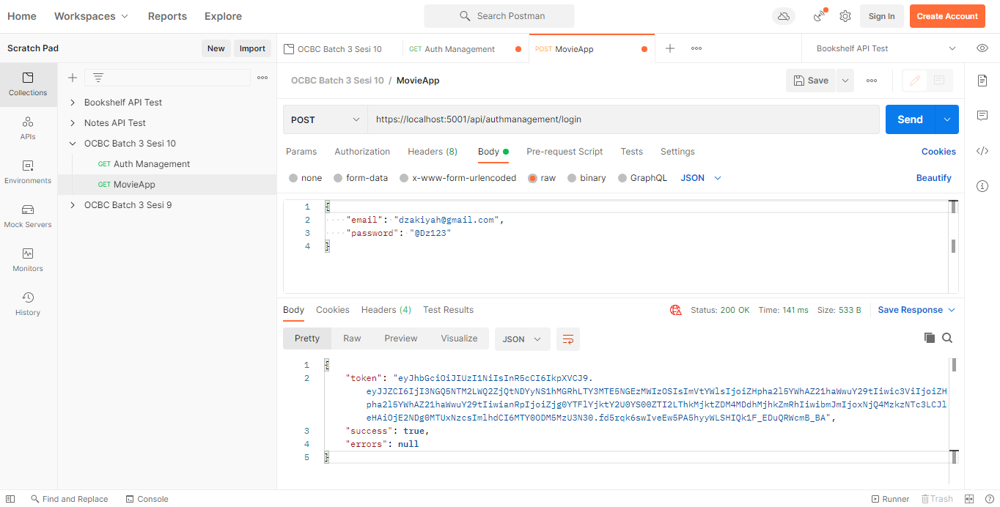 Home Workspaces Reports Explore Search Postman Sign In Create Account
Scratch Pad New Import OCBC Batch 3 Sesi 10 GET Auth Management POST MovieApp Bookshelf API Test
OCBC Batch 3 Sesi 10 / MovieApp Save
Collections
APIs
Environments
Mock Servers
Monitors
History
Bookshelf API Test
Notes API Test
OCBC Batch 3 Sesi 10
GET Auth Management
GET MovieApp
OCBC Batch 3 Sesi 9
POST https://localhost:5001/api/authmanagement/login Send
Params Authorization Headers (8) Body Pre-request Script Tests Settings Cookies
none form-data x-www-form-urlencoded raw binary GraphQL JSON Beautify
1 {
2 "email": "dzakiyah@gmail.com",
3 "password": "@Dz123"
4 }
Body Cookies Headers (4) Test Results Status: 200 OK Time: 141 ms Size: 533 B Save Response
Pretty Raw Preview Visualize JSON
1 {
2 "token": "eyJhbGciOiJIUzI1NiIsInR5cCI6IkpXVCJ9.
eyJJZCI6IjI3NGQ5NTM2LWQ2ZjQtNDYyNS1hMGRhLTY3MTE5NGEzMWIzOSIsImVtYWlsIjoiZHpha2l5YWhAZ21haWwuY29tIiwic3ViIjoiZH
pha2l5YWhAZ21haWwuY29tIiwianRpIjoiZjg0YTFlYjktY2U0YS00ZTI2LThkMjktZDM4MDdhMjhkZmRhIiwibmJmIjoxNjQ4MzkzNTc3LCJl
eHAiOjE2NDg0MTUxNzcsImlhdCI6MTY0ODM5MzU3N30.fd5rqk6swIveEw5PA5hyyWLSHIQk1F_EDuQRWcmB_BA",
3 "success": true,
4 "errors": null
5 }
Find and Replace Console Runner Trash